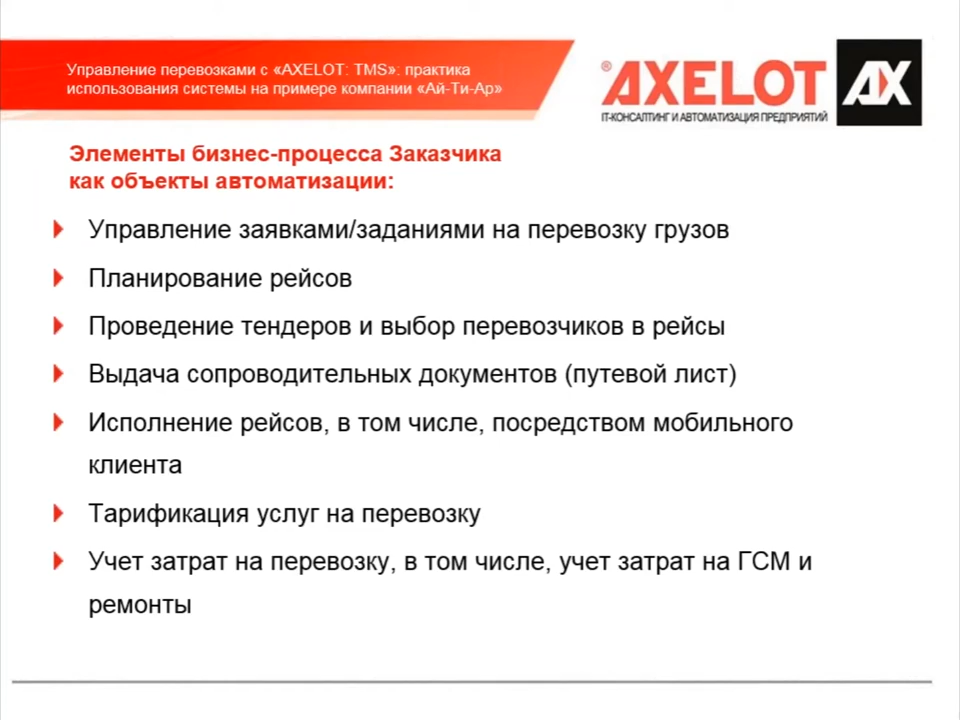 Управление перевозками с «AXELOT: TMS»: практика
использования системы на примере компании «Ай-Ти-Ар»
® AXELOT AX
IT-КОНСАЛТИНГ И АВТОМАТИЗАЦИЯ ПРЕДПРИЯТИЙ
Элементы бизнес-процесса Заказчика
как объекты автоматизации:
Управление заявками/заданиями на перевозку грузов
Планирование рейсов
Проведение тендеров и выбор перевозчиков в рейсы
Выдача сопроводительных документов (путевой лист)
Исполнение рейсов, в том числе, посредством мобильного
клиента
Тарификация услуг на перевозку
Учет затрат на перевозку, в том числе, учет затрат на ГСМ и
ремонты